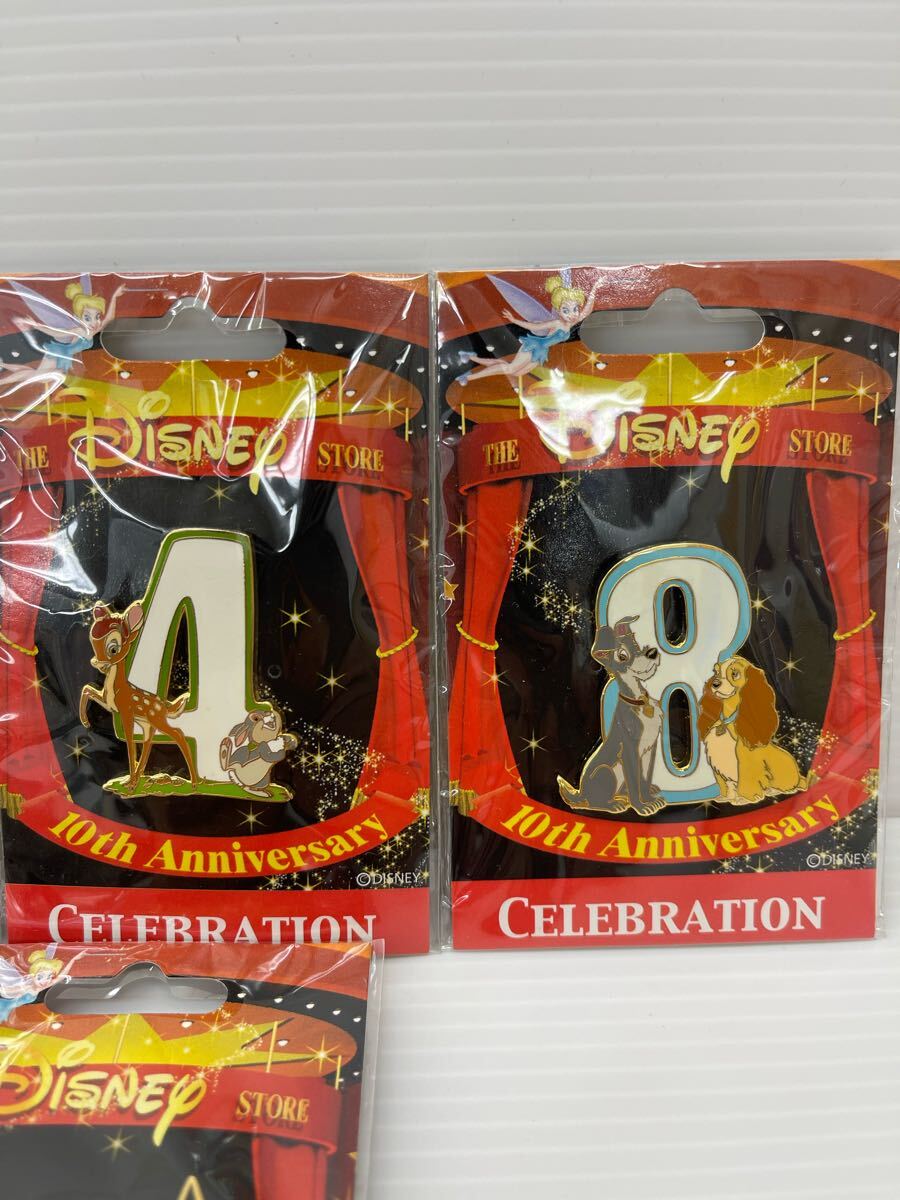 THE DISNEY STORE
4
10th Anniversary
©DISNEY
CELEBRATION
THE DISNEY STORE
8
10th Anniversary
©DISNEY
CELEBRATION
DISNEY STORE